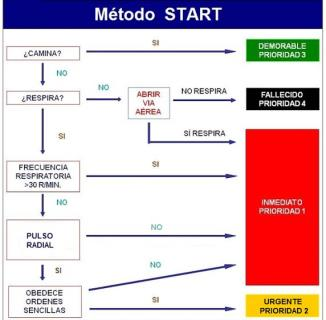 Método START
¿CAMINA?
SI
DEMORABLE
PRIORIDAD 3
NO
¿RESPIRA?
NO
ABRIR
VIA
AÉREA
NO RESPIRA
FALLECIDO
PRIORIDAD 4
SÍ RESPIRA
SI
FRECUENCIA
RESPIRATORIA
>30 R/MIN.
SI
INMEDIATO
PRIORIDAD 1
NO
PULSO
RADIAL
NO
SI
NO
OBEDECE
ORDENES
SENCILLAS
SI
URGENTE
PRIORIDAD 2